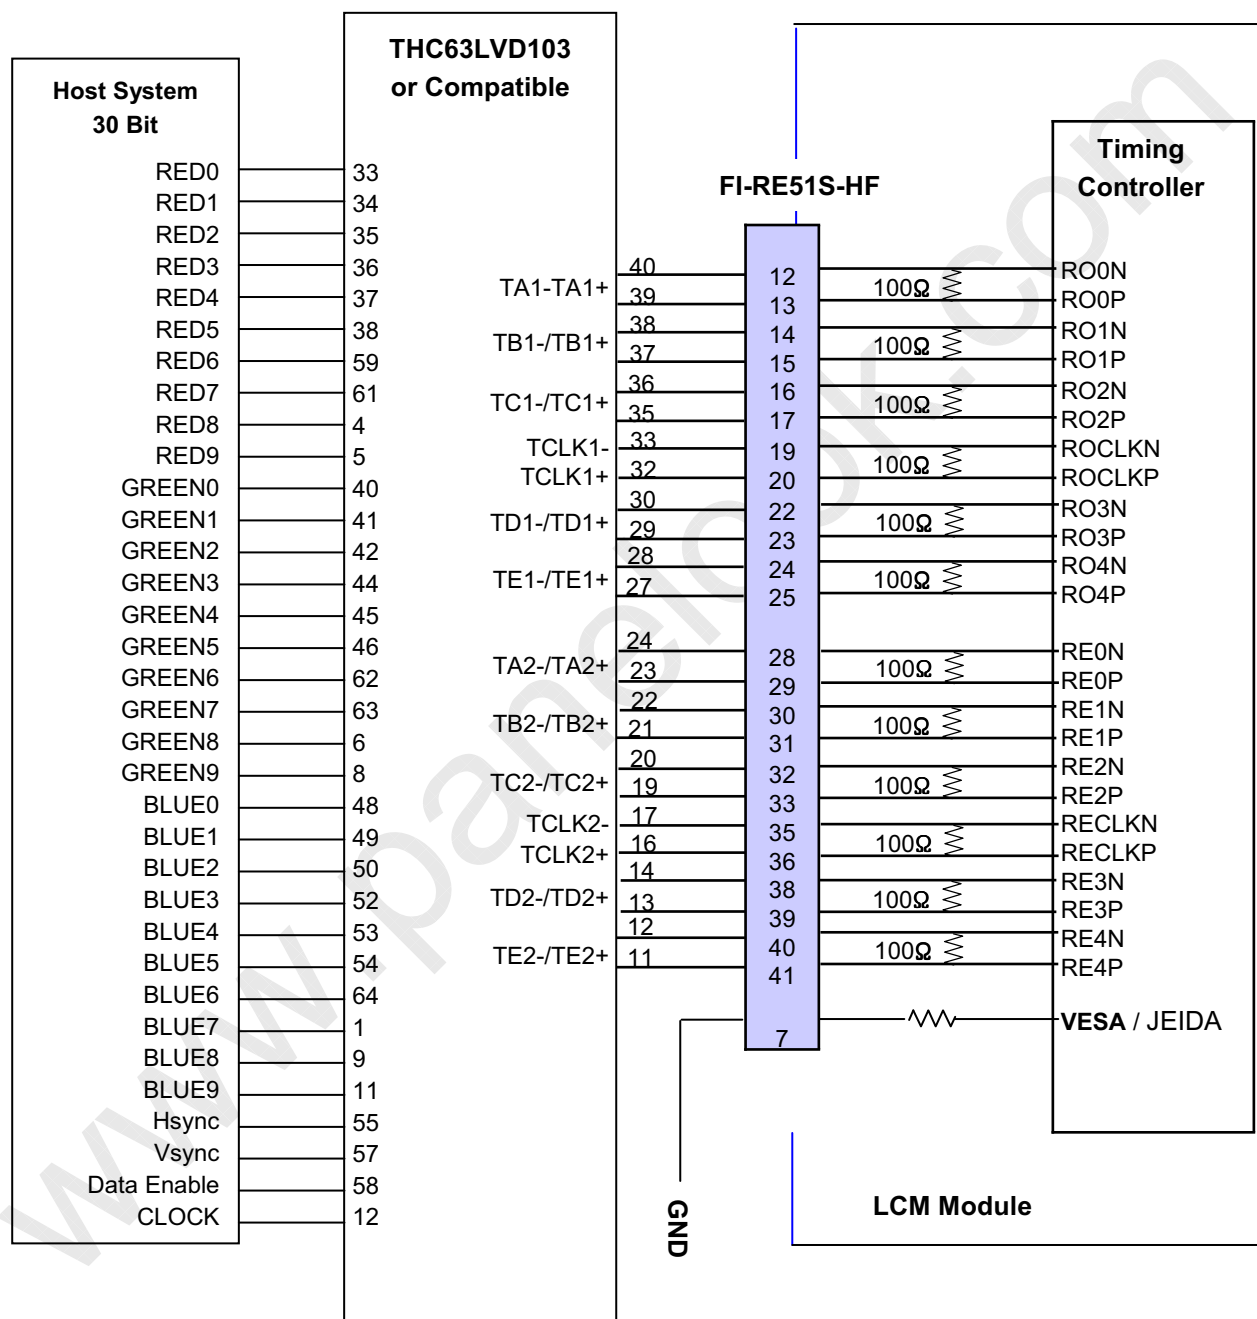 THC63LVD103
or Compatible
Host System
30 Bit
RED0 33
RED1 34
RED2 35
RED3 36
RED4 37
RED5 38
RED6 59
RED7 61
RED8 4
RED9 5
GREEN0 40
GREEN1 41
GREEN2 42
GREEN3 44
GREEN4 45
GREEN5 46
GREEN6 62
GREEN7 63
GREEN8 6
GREEN9 8
BLUE0 48
BLUE1 49
BLUE2 50
BLUE3 52
BLUE4 53
BLUE5 54
BLUE6 64
BLUE7 1
BLUE8 9
BLUE9 11
Hsync 55
Vsync 57
Data Enable 58
CLOCK 12
TA1-TA1+
40
39
TB1-/TB1+
38
37
TC1-/TC1+
36
35
TCLK1- 33
TCLK1+ 32
TD1-/TD1+
30
29
TE1-/TE1+
28
27
TA2-/TA2+
24
23
TB2-/TB2+
22
21
TC2-/TC2+
20
19
TCLK2- 17
TCLK2+ 16
TD2-/TD2+
14
13
TE2-/TE2+
12
11
FI-RE51S-HF
12
13
14
15
16
17
19
20
22
23
24
25
28
29
30
31
32
33
35
36
38
39
40
41
7
100Ω
100Ω
100Ω
100Ω
100Ω
100Ω
100Ω
100Ω
100Ω
100Ω
100Ω
100Ω
Timing
Controller
RO0N
RO0P
RO1N
RO1P
RO2N
RO2P
ROCLKN
ROCLKP
RO3N
RO3P
RO4N
RO4P
RE0N
RE0P
RE1N
RE1P
RE2N
RE2P
RECLKN
RECLKP
RE3N
RE3P
RE4N
RE4P
VESA / JEIDA
GND
LCM Module
www.panelook.com